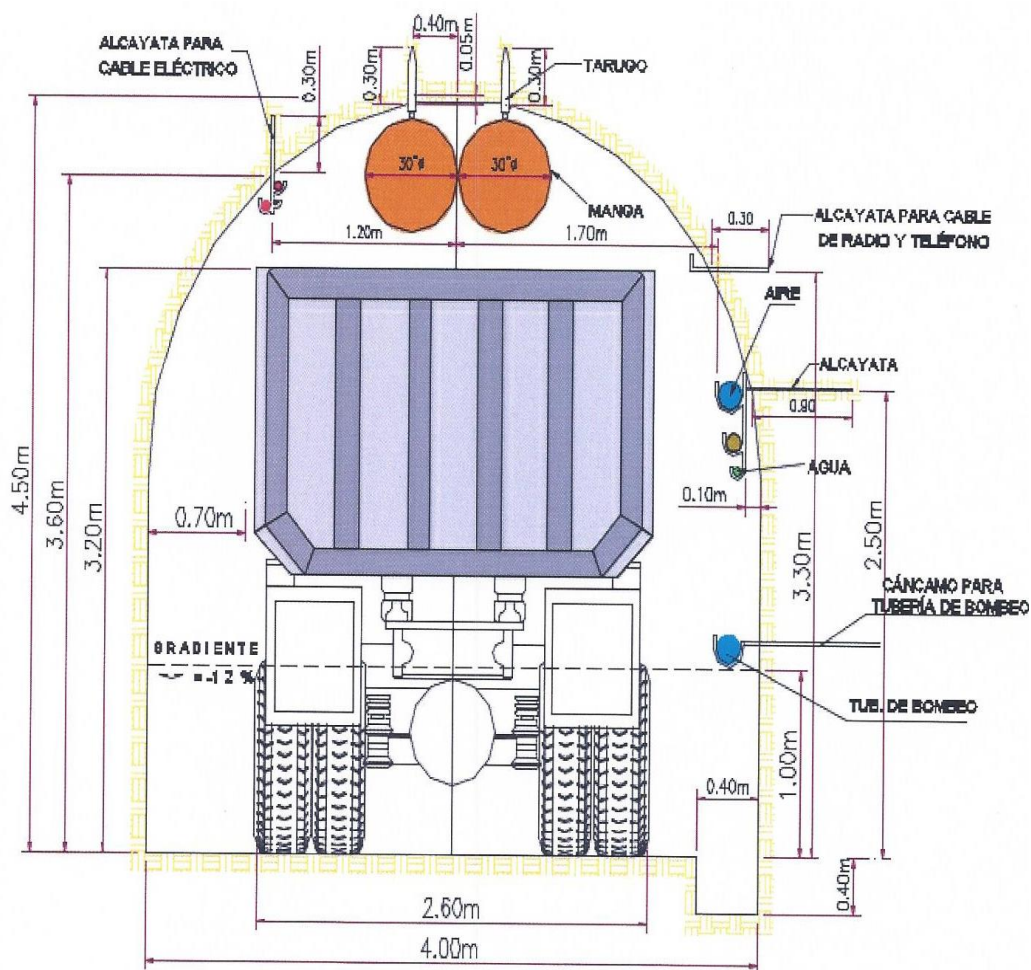 0.40m
0.05m
ALCAYATA PARA
CABLE ELÉCTRICO
0.30m
0.30m
0.30m
TARUGO
30"ø
30"ø
MANGA
0.30
ALCAYATA PARA CABLE
DE RADIO Y TELÉFONO
1.20m
1.70m
AIRE
ALCAYATA
0.90
AGUA
0.10m
4.50m
3.60m
3.20m
0.70m
3.30m
2.50m
CÁNCAMO PARA
TUBERÍA DE BOMBEO
GRADIENTE
= -12 %
TUB. DE BOMBEO
1.00m
0.40m
0.40m
2.60m
4.00m